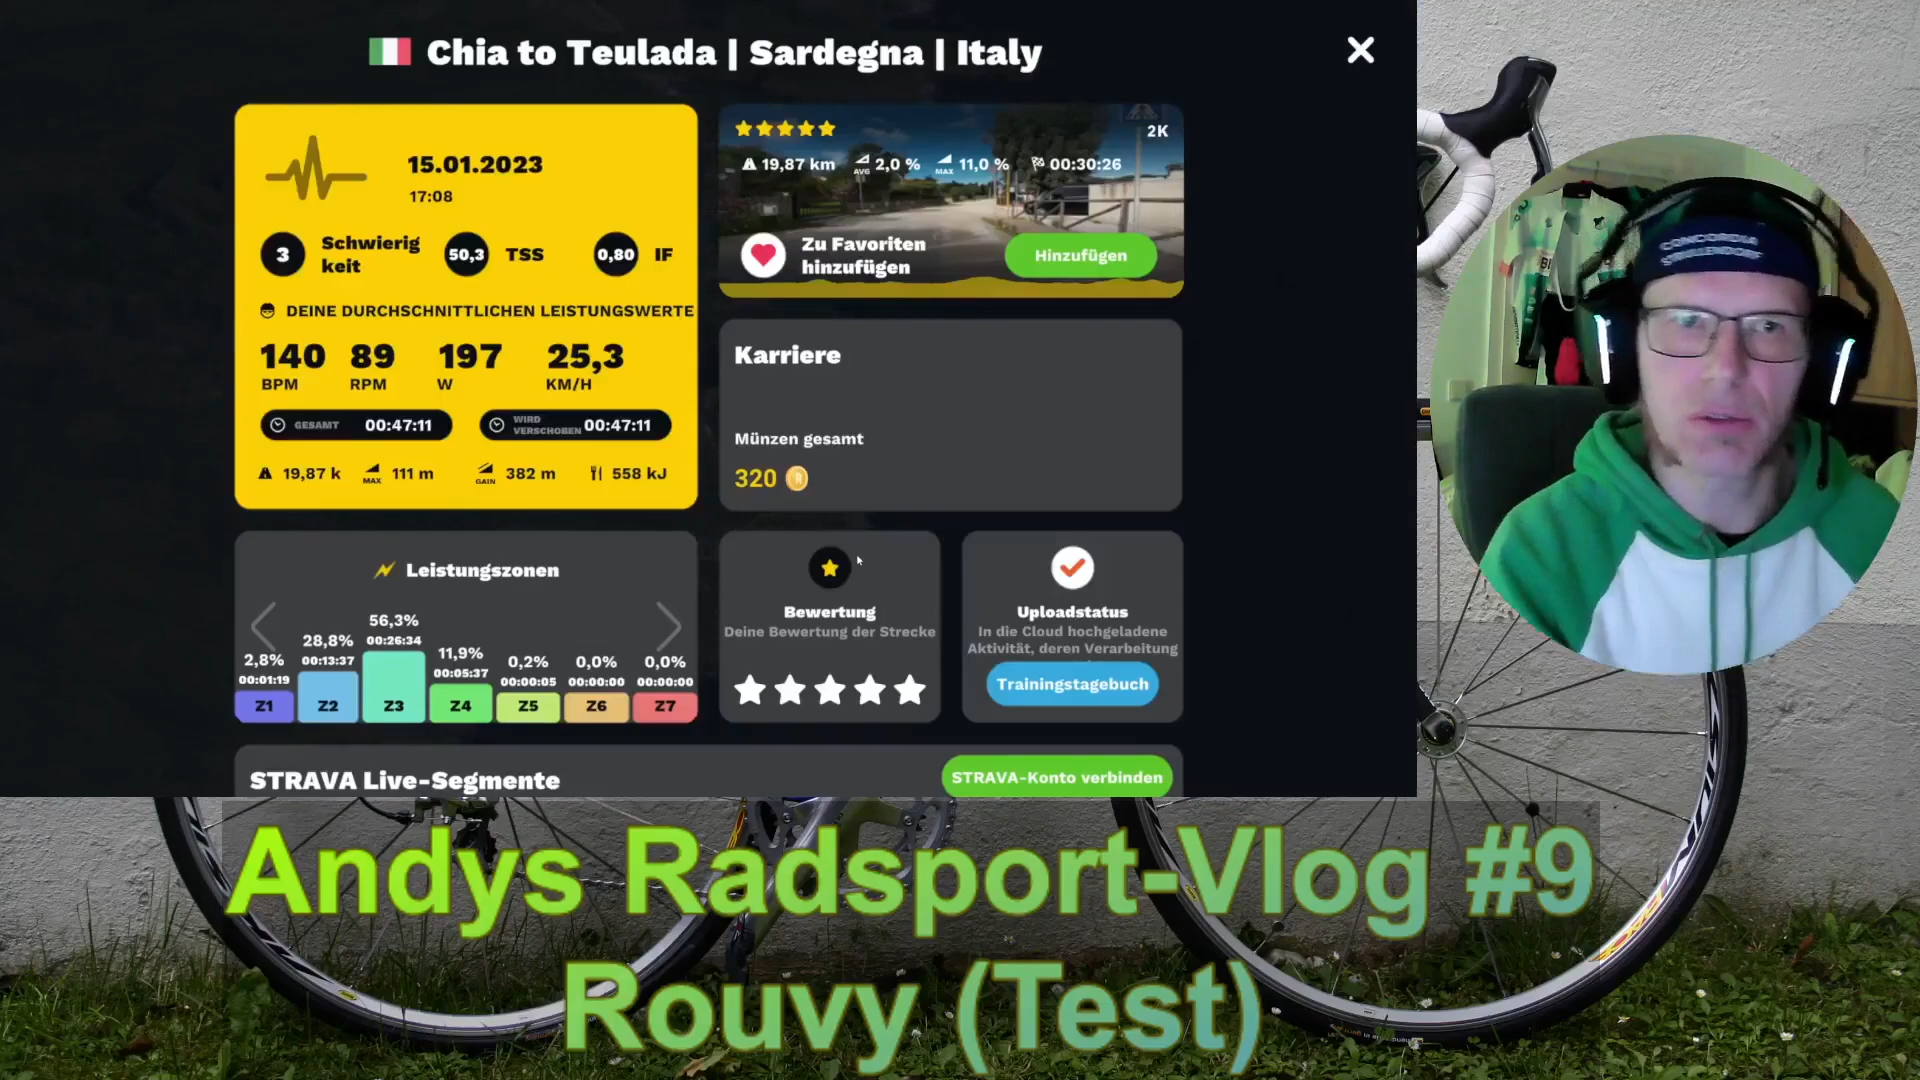 Chia to Teulada | Sardegna | Italy
15.01.2023
17:08
3 Schwierig
keit
50,3 TSS
0,80 IF
DEINE DURCHSCHNITTLICHEN LEISTUNGSWERTE
140 89 197 25,3
BPM RPM W KM/H
GESAMT 00:47:11
WIRD
VERSCHOBEN 00:47:11
19,87 k MAX 111 m GAIN 382 m 558 kJ
2K
19,87 km AVG 2,0 % MAX 11,0 % 00:30:26
Zu Favoriten
hinzufügen
Hinzufügen
Karriere
Münzen gesamt
320
Leistungszonen
2,8% 28,8% 56,3% 11,9% 0,2% 0,0% 0,0%
00:01:19 00:13:37 00:26:34 00:05:37 00:00:05 00:00:00 00:00:00
Z1 Z2 Z3 Z4 Z5 Z6 Z7
Bewertung
Deine Bewertung der Strecke
Uploadstatus
In die Cloud hochgeladene
Aktivität, deren Verarbeitung
Trainingstagebuch
STRAVA Live-Segmente
STRAVA-Konto verbinden
CONCORDIA
Andys Radsport-Vlog #9
Rouvy (Test)